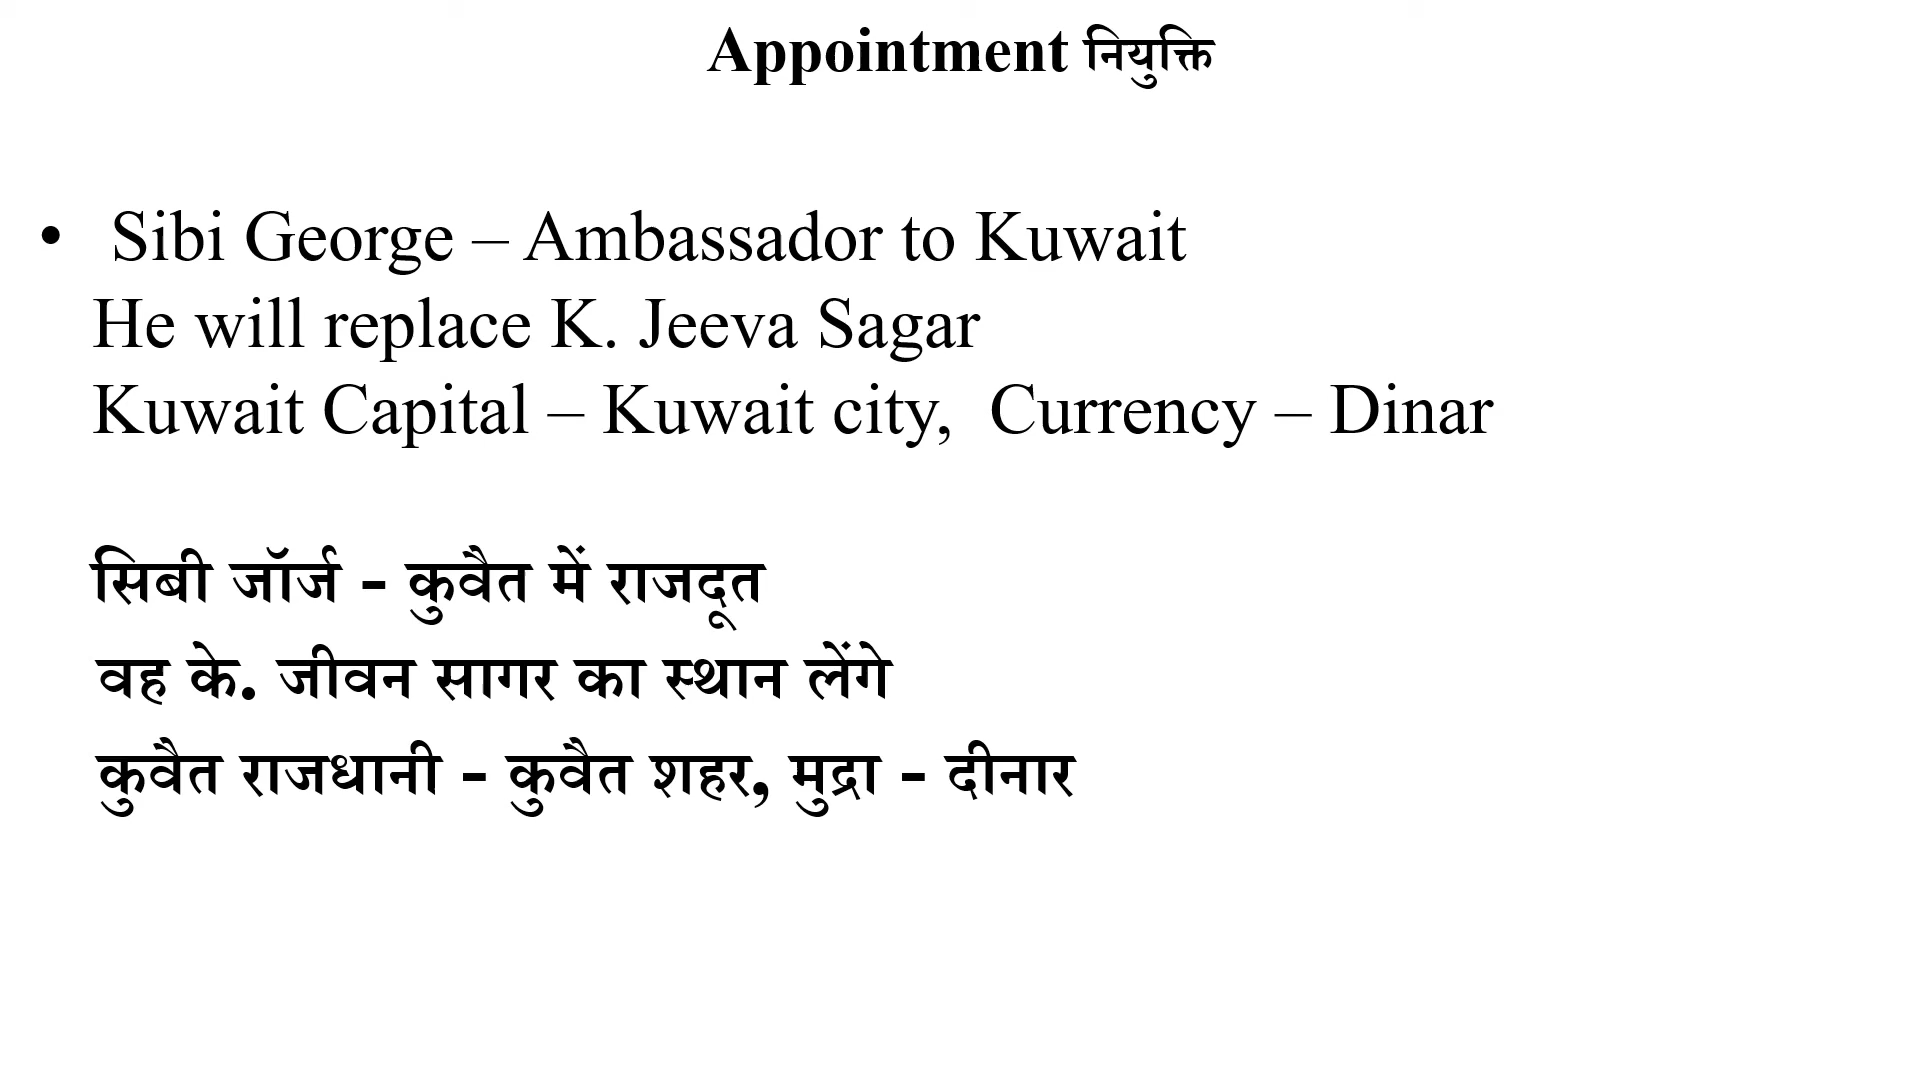 Appointment नियुक्ति
• Sibi George – Ambassador to Kuwait
He will replace K. Jeeva Sagar
Kuwait Capital – Kuwait city, Currency – Dinar
सिबी जॉर्ज - कुवैत में राजदूत
वह के. जीवन सागर का स्थान लेंगे
कुवैत राजधानी - कुवैत शहर, मुद्रा - दीनार